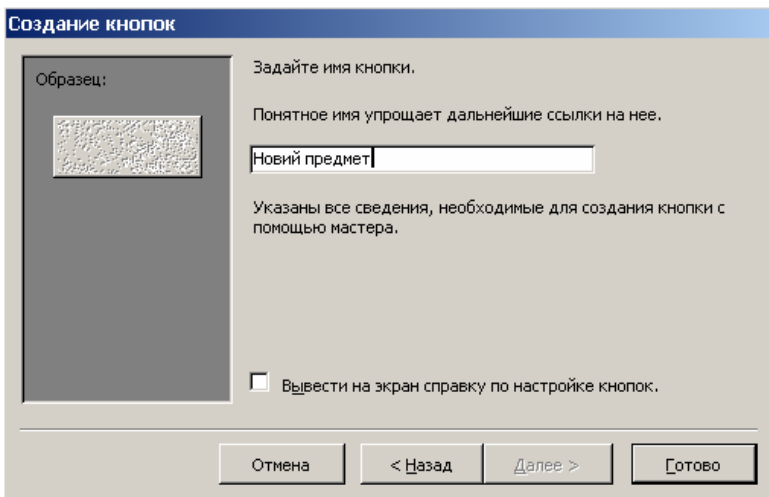 Создание кнопок
Образец:
Задайте имя кнопки.
Понятное имя упрощает дальнейшие ссылки на нее.
Новий предмет
Указаны все сведения, необходимые для создания кнопки с
помощью мастера.
Вывести на экран справку по настройке кнопок.
Отмена
< Назад
Далее >
Готово